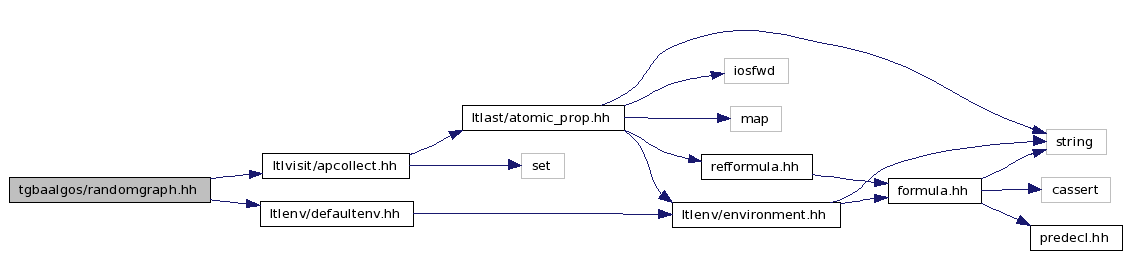 tgbaalgos/randomgraph.hh
ltlvisit/apcollect.hh
ltlenv/defaultenv.hh
ltlast/atomic_prop.hh
set
iosfwd
map
refformula.hh
ltlenv/environment.hh
formula.hh
string
cassert
predecl.hh